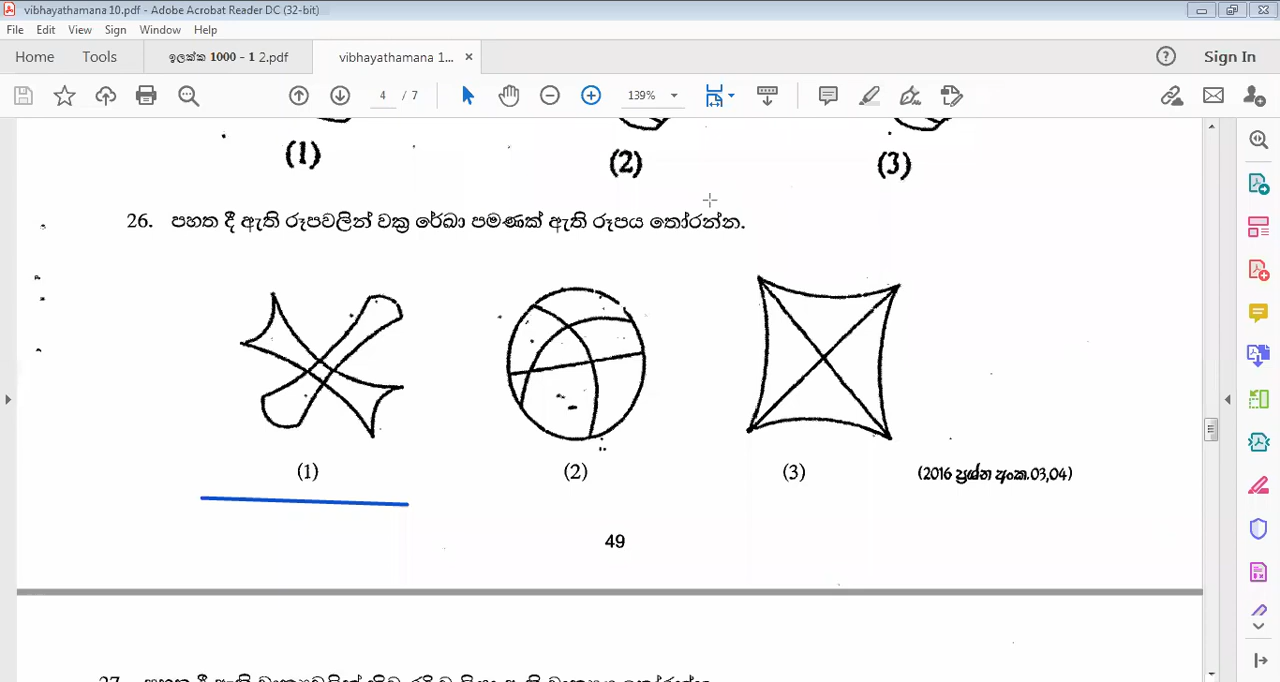 vibhayathamana 10.pdf - Adobe Acrobat Reader DC (32-bit)
File Edit View Sign Window Help
Home Tools ඉලක්ක 1000 - 1 2.pdf vibhayathamana 1... × Sign In
4 / 7 139%
(1) (2) (3)
26. පහත දී ඇති රූපවලින් වක්‍ර රේඛා පමණක් ඇති රූපය තෝරන්න.
(1) (2) (3) (2016 ප්‍රශ්න අංක.03,04)
49